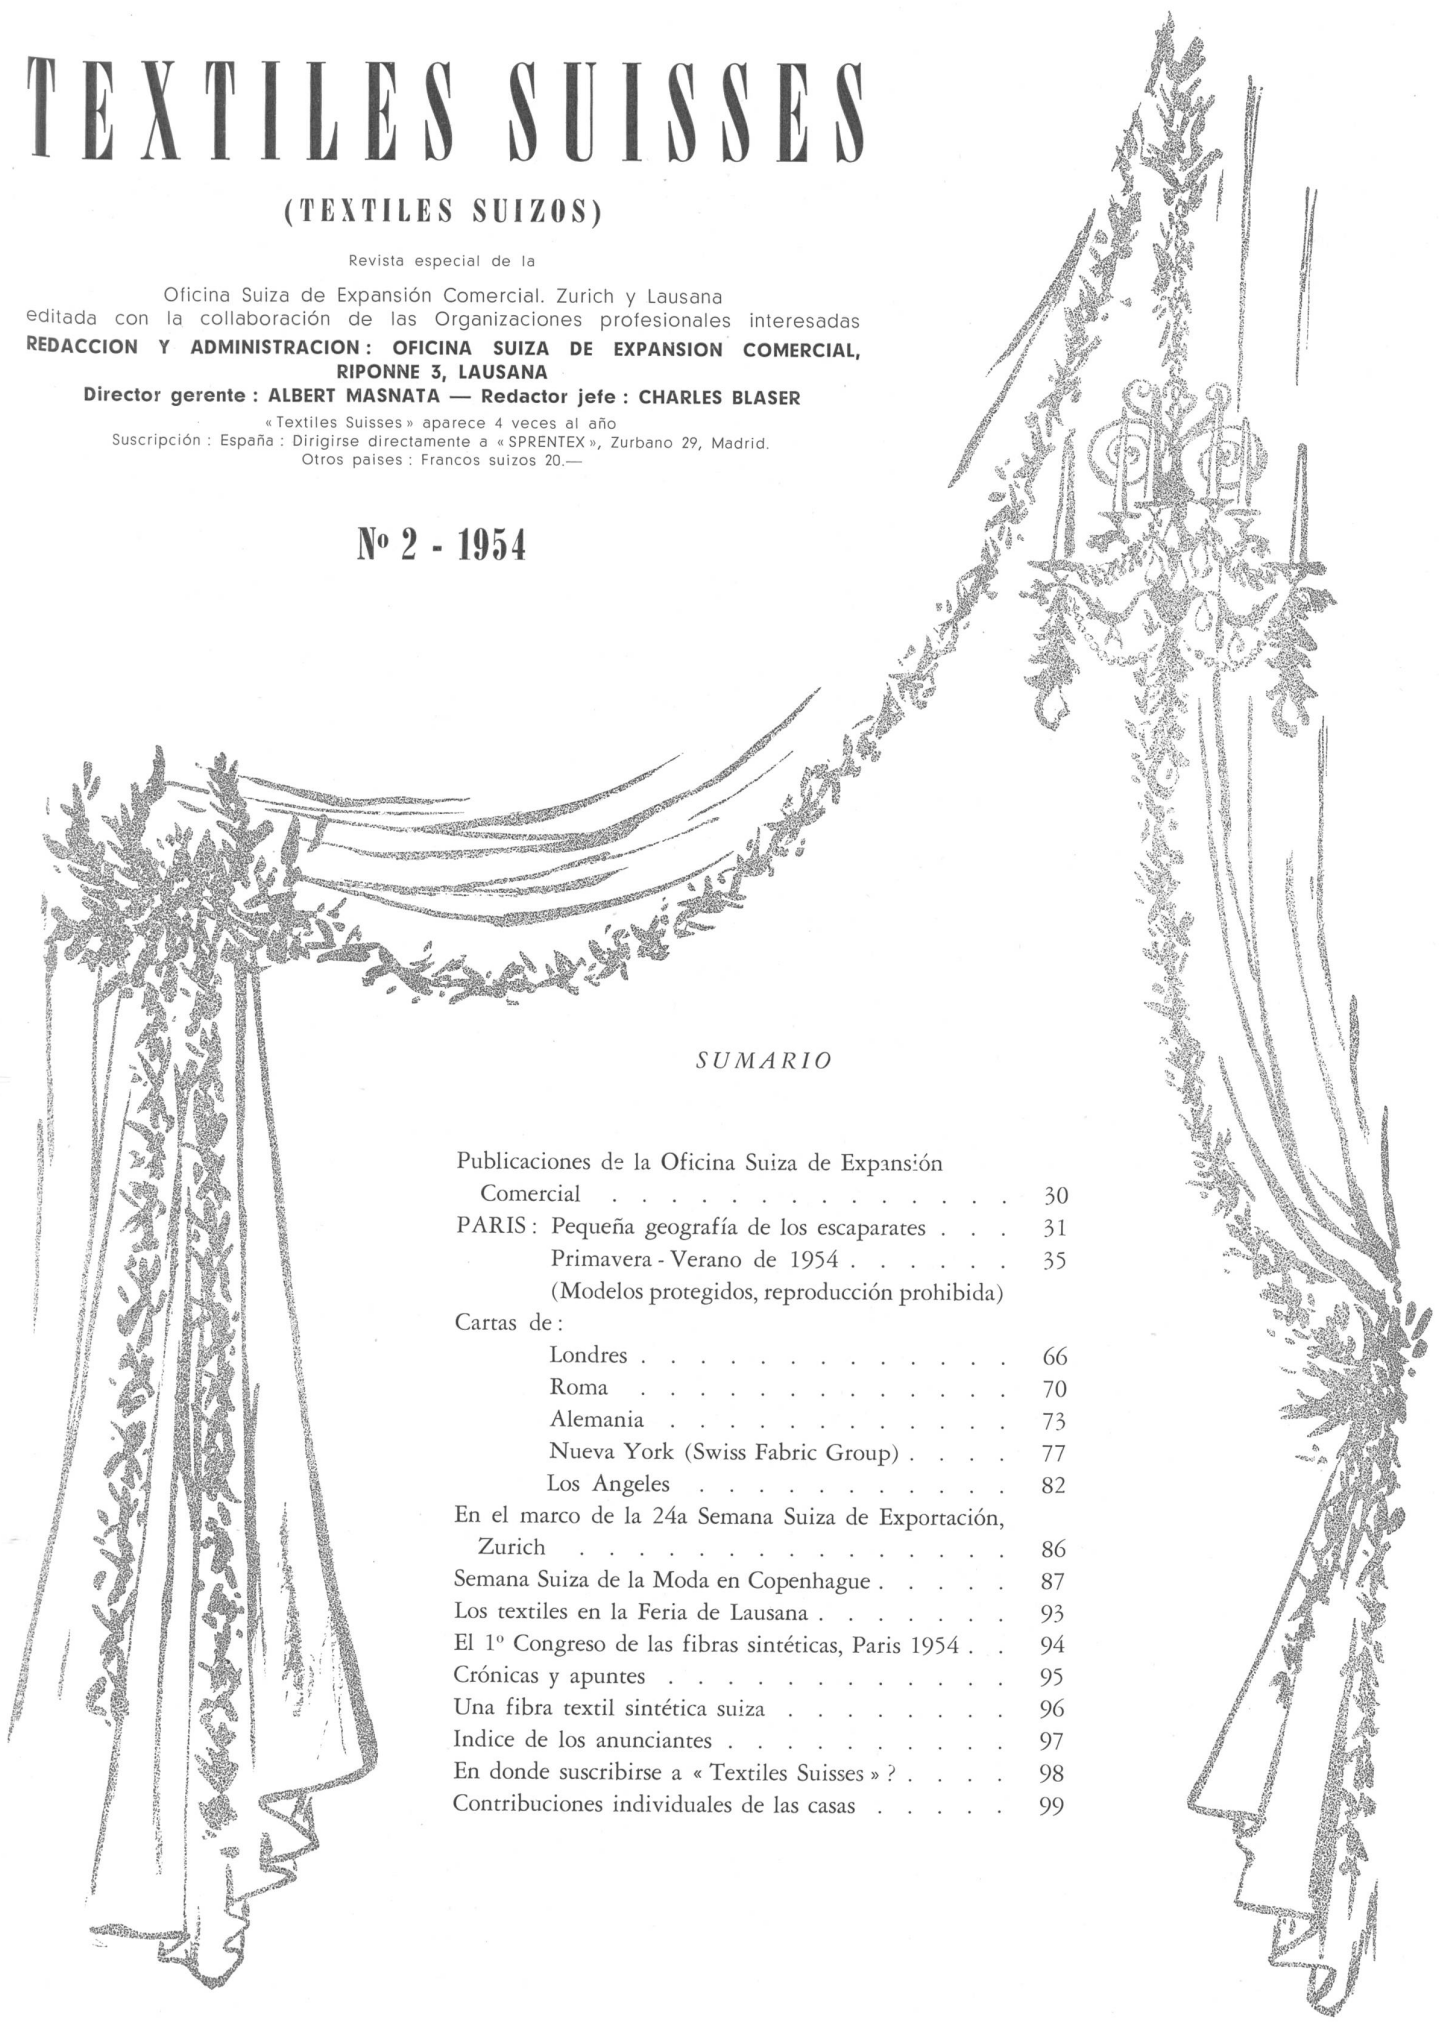 TEXTILES SUISSES
(TEXTILES SUIZOS)
Revista especial de la
Oficina Suiza de Expansión Comercial. Zurich y Lausana
editada con la collaboración de las Organizaciones profesionales interesadas
REDACCION Y ADMINISTRACION : OFICINA SUIZA DE EXPANSION COMERCIAL,
RIPONNE 3, LAUSANA
Director gerente : ALBERT MASNATA — Redactor jefe : CHARLES BLASER
« Textiles Suisses » aparece 4 veces al año
Suscripción : España : Dirigirse directamente a « SPRENTEX », Zurbano 29, Madrid.
Otros paises : Francos suizos 20.—
Nº 2 - 1954
SUMARIO
Publicaciones de la Oficina Suiza de Expansión
Comercial . . . . . . . . . . . . . . 30
PARIS : Pequeña geografía de los escaparates . . . 31
Primavera - Verano de 1954 . . . . . . 35
(Modelos protegidos, reproducción prohibida)
Cartas de :
Londres . . . . . . . . . . . . . 66
Roma . . . . . . . . . . . . . 70
Alemania . . . . . . . . . . . . 73
Nueva York (Swiss Fabric Group) . . . . 77
Los Angeles . . . . . . . . . . . 82
En el marco de la 24a Semana Suiza de Exportación,
Zurich . . . . . . . . . . . . . . . 86
Semana Suiza de la Moda en Copenhague . . . . . 87
Los textiles en la Feria de Lausana . . . . . . . 93
El 1º Congreso de las fibras sintéticas, Paris 1954 . . 94
Crónicas y apuntes . . . . . . . . . . . . 95
Una fibra textil sintética suiza . . . . . . . . 96
Indice de los anunciantes . . . . . . . . . . 97
En donde suscribirse a « Textiles Suisses » ? . . . . 98
Contribuciones individuales de las casas . . . . . 99